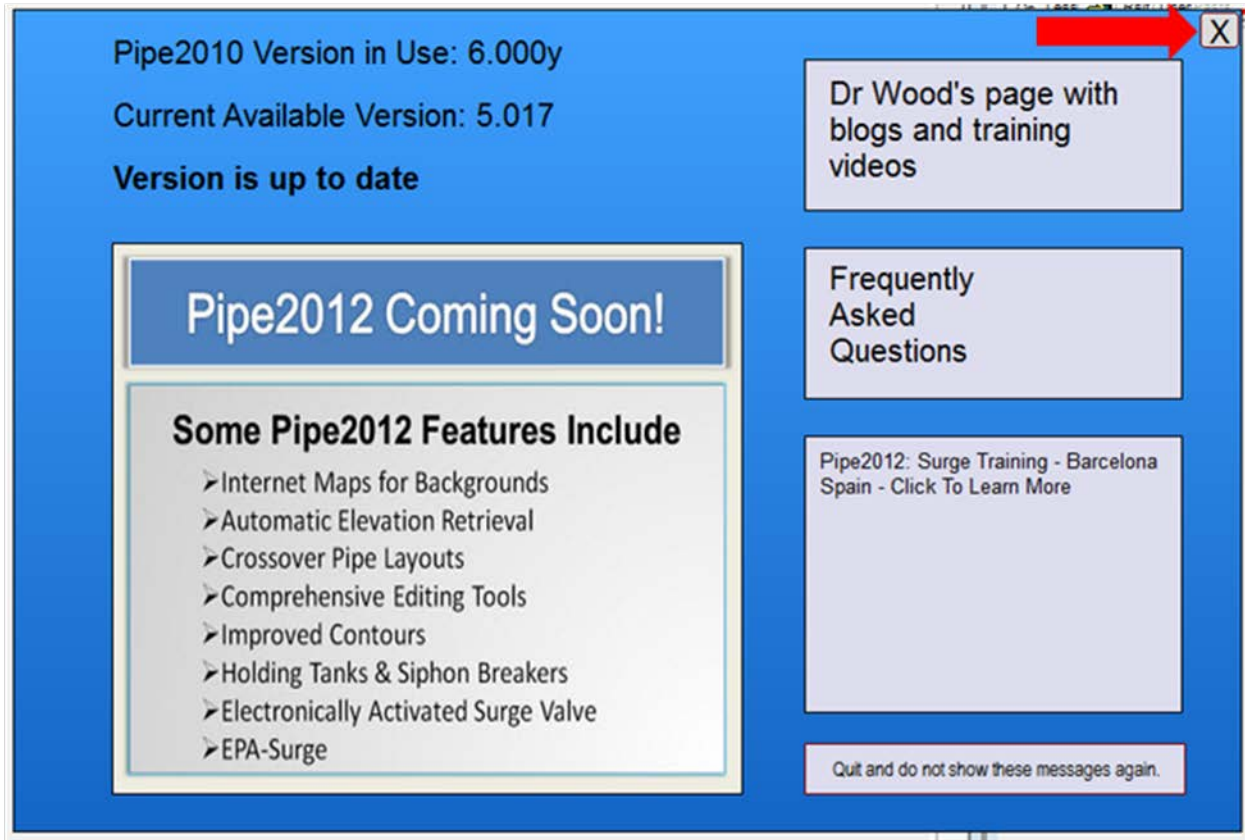 Pipe2010 Version in Use: 6.000y
Current Available Version: 5.017
Version is up to date
Pipe2012 Coming Soon!
Some Pipe2012 Features Include
➢Internet Maps for Backgrounds
➢Automatic Elevation Retrieval
➢Crossover Pipe Layouts
➢Comprehensive Editing Tools
➢Improved Contours
➢Holding Tanks & Siphon Breakers
➢Electronically Activated Surge Valve
➢EPA-Surge
X
Dr Wood's page with
blogs and training
videos
Frequently
Asked
Questions
Pipe2012: Surge Training - Barcelona
Spain - Click To Learn More
Quit and do not show these messages again.